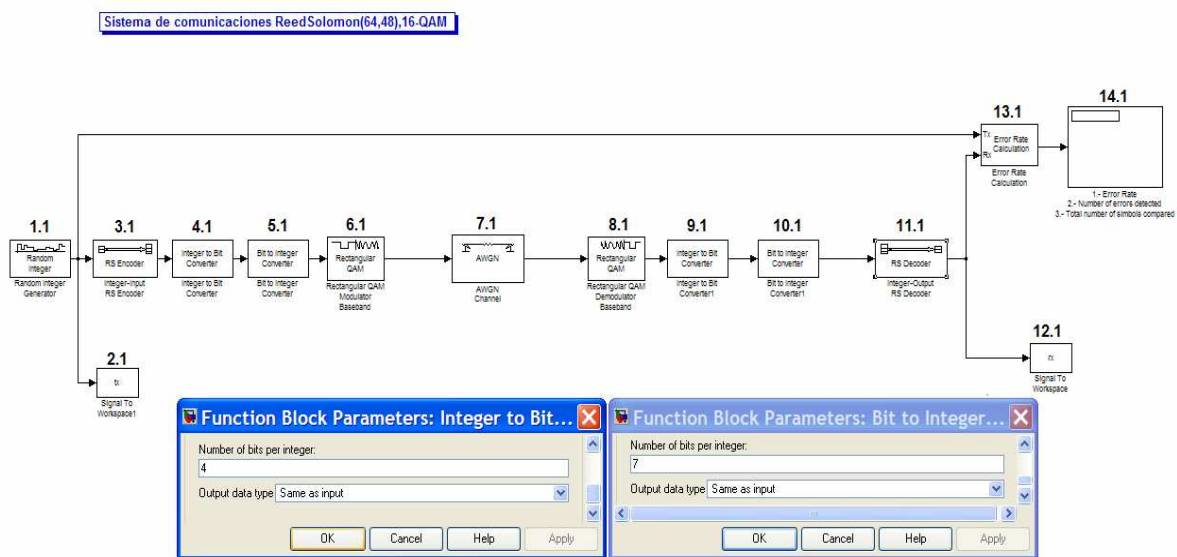 Sistema de comunicaciones ReedSolomon(64,48),16-QAM
14.1
13.1
Tx
Rx
Error Rate
Calculation
Error Rate
Calculation
1.- Error Rate
2.- Number of errors detected
3.- Total number of simbols compared
1.1
Random
Integer
Random Integer
Generator
3.1
RS Encoder
Integer-Input
RS Encoder
4.1
Integer to Bit
Converter
Integer to Bit
Converter
5.1
Bit to Integer
Converter
Bit to Integer
Converter
6.1
Rectangular
QAM
Rectangular QAM
Modulator
Baseband
7.1
AWGN
AWGN
Channel
8.1
Rectangular
QAM
Rectangular QAM
Demodulator
Baseband
9.1
Integer to Bit
Converter
Integer to Bit
Converter1
10.1
Bit to Integer
Converter
Bit to Integer
Converter1
11.1
RS Decoder
Integer-Output
RS Decoder
2.1
tx
Signal To
Workspace1
12.1
rx
Signal To
Workspace
Function Block Parameters: Integer to Bit...
Number of bits per integer:
4
Output data type Same as input
OK Cancel Help Apply
Function Block Parameters: Bit to Integer...
Number of bits per integer:
7
Output data type Same as input
OK Cancel Help Apply